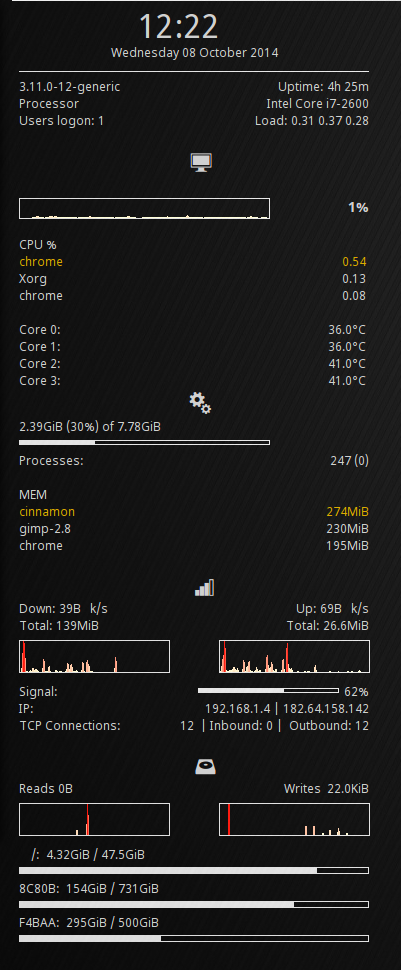 12:22
Wednesday 08 October 2014
3.11.0-12-generic Uptime: 4h 25m
Processor Intel Core i7-2600
Users logon: 1 Load: 0.31 0.37 0.28
1%
CPU %
chrome 0.54
Xorg 0.13
chrome 0.08
Core 0: 36.0°C
Core 1: 36.0°C
Core 2: 41.0°C
Core 3: 41.0°C
2.39GiB (30%) of 7.78GiB
Processes: 247 (0)
MEM
cinnamon 274MiB
gimp-2.8 230MiB
chrome 195MiB
Down: 39B k/s Up: 69B k/s
Total: 139MiB Total: 26.6MiB
Signal: 62%
IP: 192.168.1.4 | 182.64.158.142
TCP Connections: 12 | Inbound: 0 | Outbound: 12
Reads 0B Writes 22.0KiB
/: 4.32GiB / 47.5GiB
8C80B: 154GiB / 731GiB
F4BAA: 295GiB / 500GiB